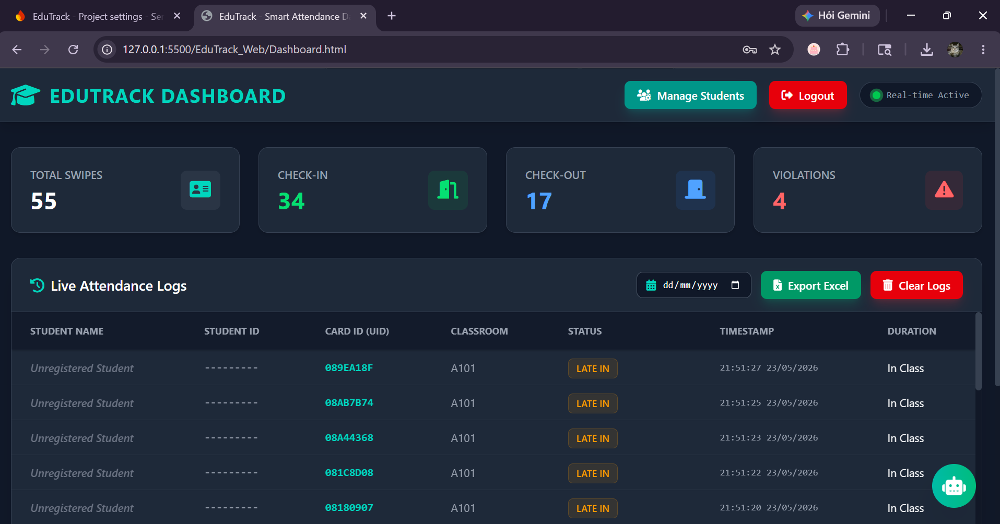 EduTrack - Project settings - Ser
EduTrack - Smart Attendance D
Hỏi Gemini
127.0.0.1:5500/EduTrack_Web/Dashboard.html
EDUTRACK DASHBOARD
Manage Students
Logout
Real-time Active
TOTAL SWIPES
55
CHECK-IN
34
CHECK-OUT
17
VIOLATIONS
4
Live Attendance Logs
dd/mm/yyyy
Export Excel
Clear Logs
STUDENT NAME STUDENT ID CARD ID (UID) CLASSROOM STATUS TIMESTAMP DURATION
Unregistered Student --------- 089EA18F A101 LATE IN 21:51:27 23/05/2026 In Class
Unregistered Student --------- 08AB7B74 A101 LATE IN 21:51:25 23/05/2026 In Class
Unregistered Student --------- 08A44368 A101 LATE IN 21:51:23 23/05/2026 In Class
Unregistered Student --------- 081C8D08 A101 LATE IN 21:51:22 23/05/2026 In Class
Unregistered Student --------- 08180907 A101 LATE IN 21:51:20 23/05/2026 In Class